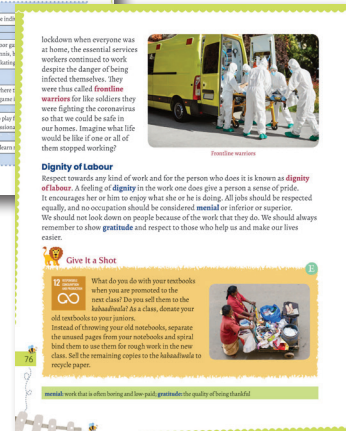 lockdown when everyone was
at home, the essential services
workers continued to work
despite the danger of being
infected themselves. They
were thus called frontline
warriors for like soldiers they
were fighting the coronavirus
so that we could be safe in
our homes. Imagine what life
would be like if one or all of
them stopped working?
Frontline warriors
Dignity of Labour
Respect towards any kind of work and for the person who does it is known as dignity
of labour. A feeling of dignity in the work one does give a person a sense of pride.
It encourages her or him to enjoy what she or he is doing. All jobs should be respected
equally, and no occupation should be considered menial or inferior or superior.
We should not look down on people because of the work that they do. We should always
remember to show gratitude and respect to those who help us and make our lives
easier.
Give It a Shot
E
12 RESPONSIBLE
CONSUMPTION
AND PRODUCTION
What do you do with your textbooks
when you are promoted to the
next class? Do you sell them to the
kabaadiwala? As a class, donate your
old textbooks to your juniors.
Instead of throwing your old notebooks, separate
the unused pages from your notebooks and spiral
bind them to use them for rough work in the new
class. Sell the remaining copies to the kabaadiwala to
recycle paper.
76
menial: work that is often boring and low-paid; gratitude: the quality of being thankful